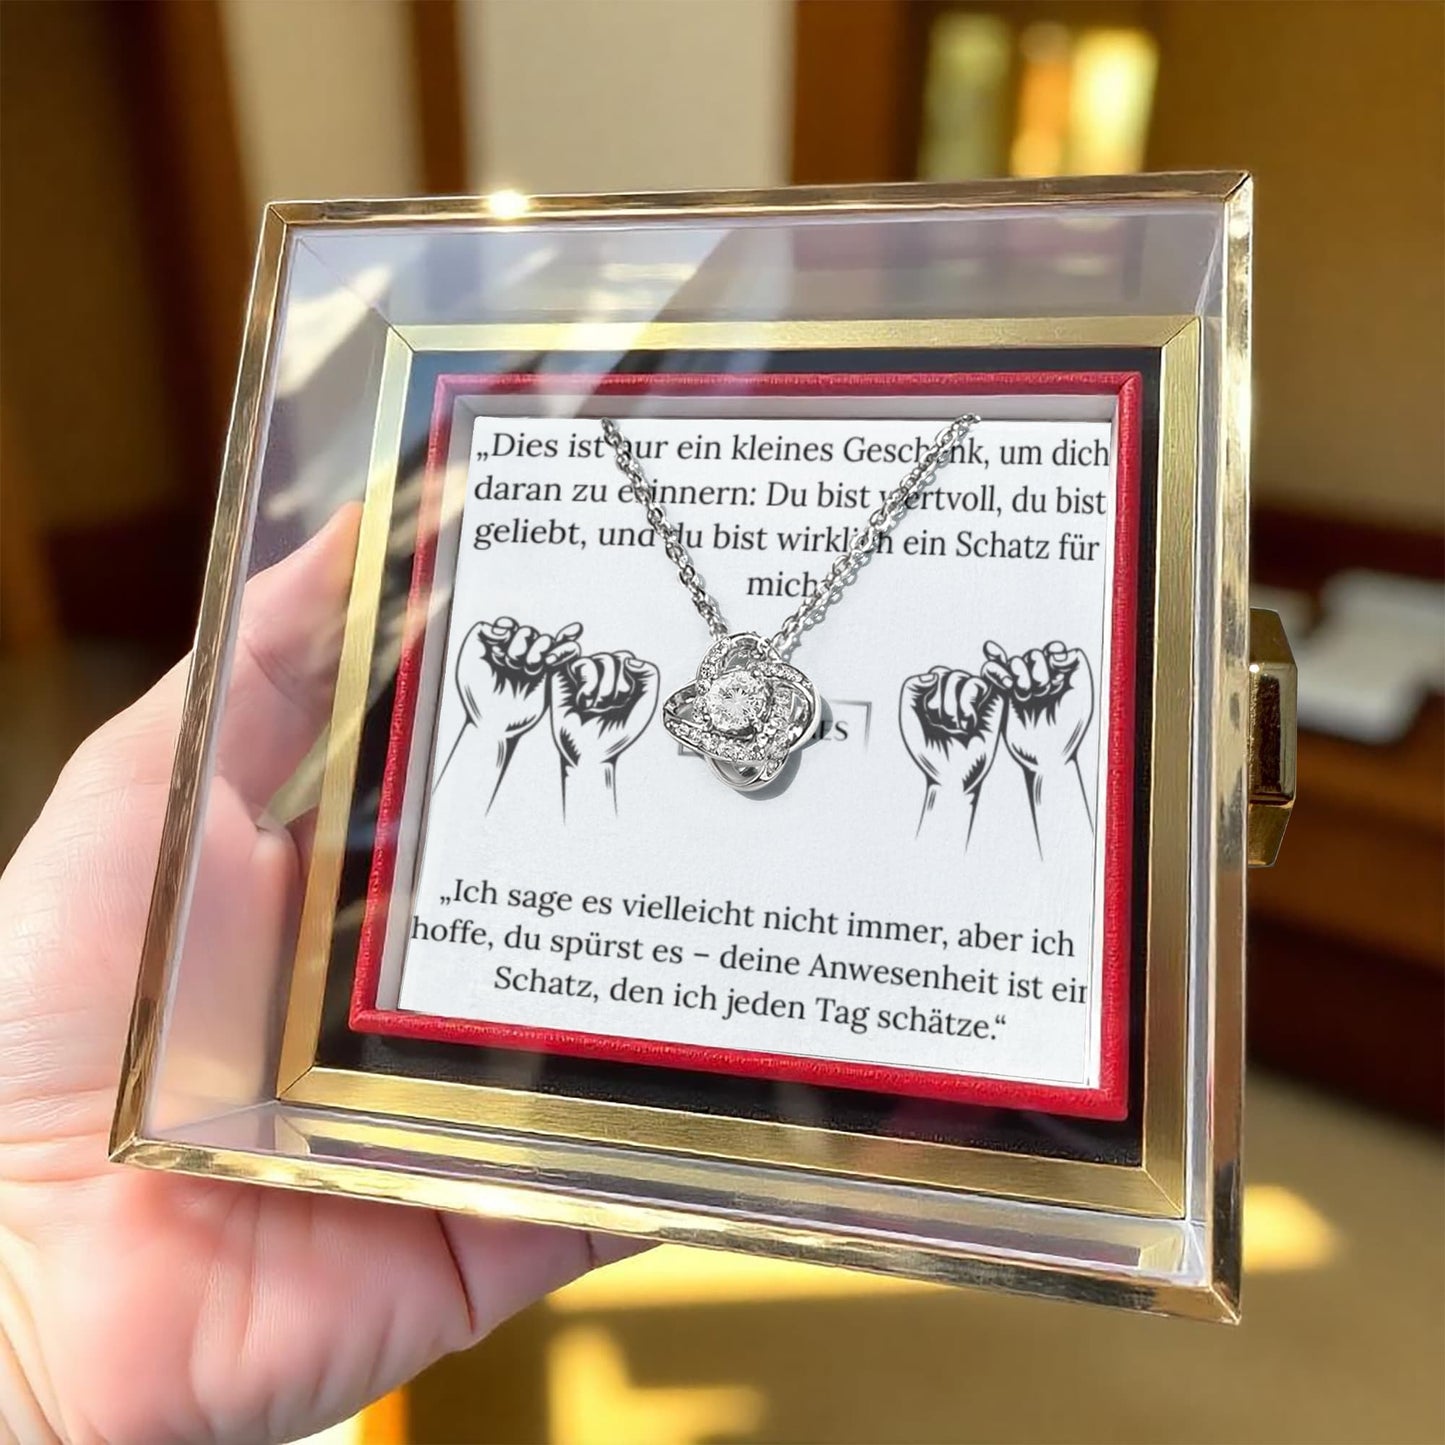 „Dies ist nur ein kleines Geschenk, um dich
daran zu erinnern: Du bist wertvoll, du bist
geliebt, und du bist wirklich ein Schatz für
mich.
„Ich sage es vielleicht nicht immer, aber ich
hoffe, du spürst es – deine Anwesenheit ist ein
Schatz, den ich jeden Tag schätze.“